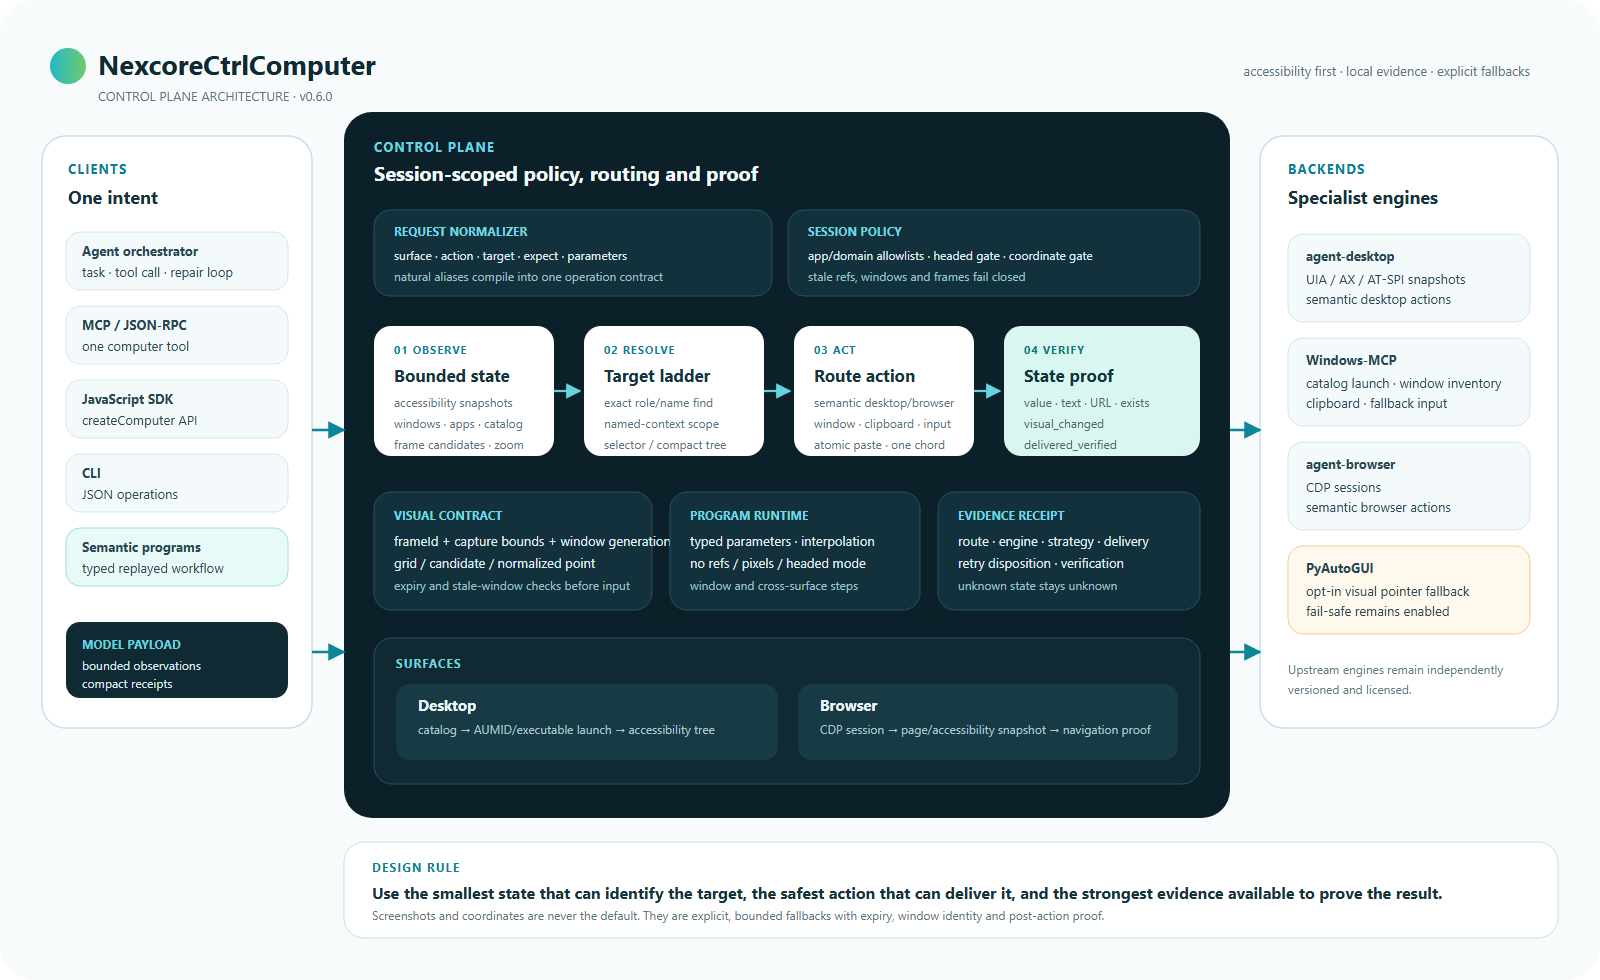 NexcoreCtrlComputer
CONTROL PLANE ARCHITECTURE · v0.6.0
accessibility first · local evidence · explicit fallbacks
CLIENTS
One intent
Agent orchestrator
task · tool call · repair loop
MCP / JSON-RPC
one computer tool
JavaScript SDK
createComputer API
CLI
JSON operations
Semantic programs
typed replayed workflow
MODEL PAYLOAD
bounded observations
compact receipts
CONTROL PLANE
Session-scoped policy, routing and proof
REQUEST NORMALIZER
surface · action · target · expect · parameters
natural aliases compile into one operation contract
SESSION POLICY
app/domain allowlists · headed gate · coordinate gate
stale refs, windows and frames fail closed
01 OBSERVE
Bounded state
accessibility snapshots
windows · apps · catalog
frame candidates · zoom
02 RESOLVE
Target ladder
exact role/name find
named-context scope
selector / compact tree
03 ACT
Route action
semantic desktop/browser
window · clipboard · input
atomic paste · one chord
04 VERIFY
State proof
value · text · URL · exists
visual_changed
delivered_verified
VISUAL CONTRACT
frameId + capture bounds + window generation
grid / candidate / normalized point
expiry and stale-window checks before input
PROGRAM RUNTIME
typed parameters · interpolation
no refs / pixels / headed mode
window and cross-surface steps
EVIDENCE RECEIPT
route · engine · strategy · delivery
retry disposition · verification
unknown state stays unknown
SURFACES
Desktop
catalog → AUMID/executable launch → accessibility tree
Browser
CDP session → page/accessibility snapshot → navigation proof
BACKENDS
Specialist engines
agent-desktop
UIA / AX / AT-SPI snapshots
semantic desktop actions
Windows-MCP
catalog launch · window inventory
clipboard · fallback input
agent-browser
CDP sessions
semantic browser actions
PyAutoGUI
opt-in visual pointer fallback
fail-safe remains enabled
Upstream engines remain independently
versioned and licensed.
DESIGN RULE
Use the smallest state that can identify the target, the safest action that can deliver it, and the strongest evidence available to prove the result.
Screenshots and coordinates are never the default. They are explicit, bounded fallbacks with expiry, window identity and post-action proof.